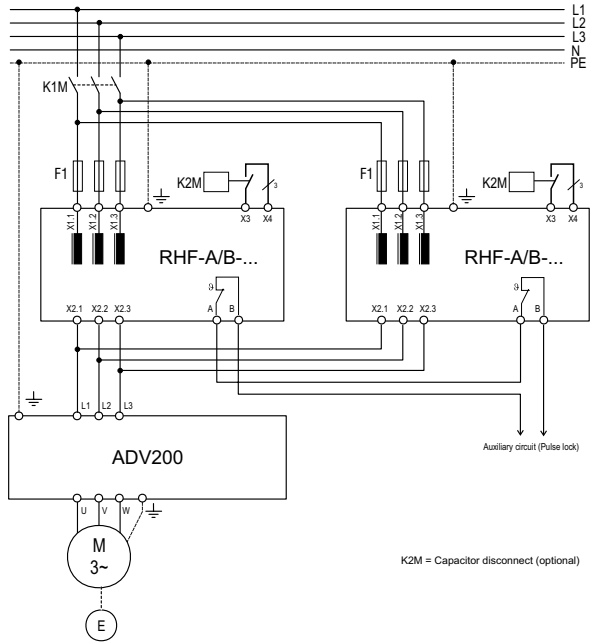 L1
L2
L3
N
PE
K1M
F1
K2M
3
F1
K2M
3
X1.1
X1.2
X1.3
X3
X4
X1.1
X1.2
X1.3
X3
X4
RHF-A/B-...
RHF-A/B-...
ϑ
ϑ
X2.1
X2.2
X2.3
A
B
X2.1
X2.2
X2.3
A
B
L1
L2
L3
Auxiliary circuit (Pulse lock)
ADV200
U
V
W
M
3~
K2M = Capacitor disconnect (optional)
E